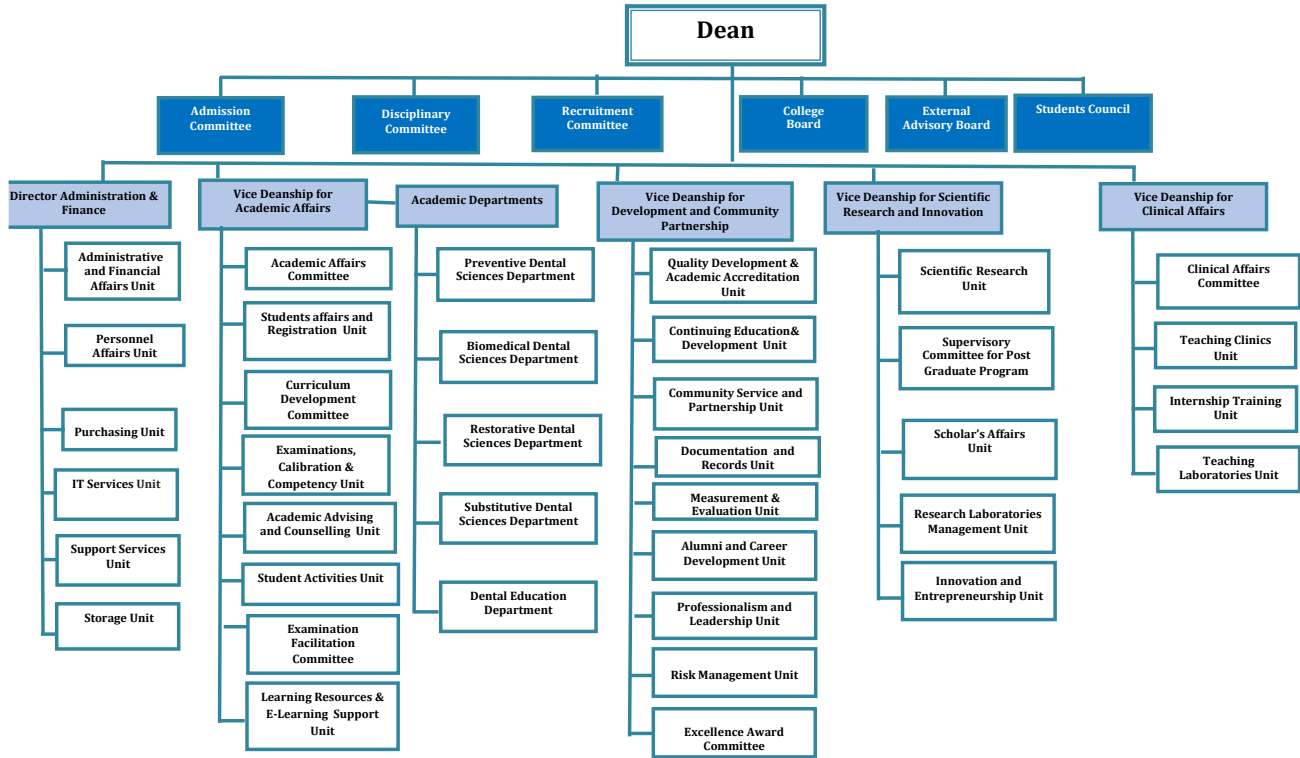 Dean
Admission
Committee
Disciplinary
Committee
Recruitment
Committee
College
Board
External
Advisory Board
Students Council
Director Administration &
Finance
Vice Deanship for
Academic Affairs
Academic Departments
Vice Deanship for
Development and Community
Partnership
Vice Deanship for Scientific
Research and Innovation
Vice Deanship for
Clinical Affairs
Administrative
and Financial
Affairs Unit
Personnel
Affairs Unit
Purchasing Unit
IT Services Unit
Support Services
Unit
Storage Unit
Academic Affairs
Committee
Students affairs and
Registration Unit
Curriculum
Development
Committee
Examinations,
Calibration &
Competency Unit
Academic Advising
and Counselling Unit
Student Activities Unit
Examination
Facilitation
Committee
Learning Resources &
E-Learning Support
Unit
Preventive Dental
Sciences Department
Biomedical Dental
Sciences Department
Restorative Dental
Sciences Department
Substitutive Dental
Sciences Department
Dental Education
Department
Quality Development &
Academic Accreditation
Unit
Continuing Education&
Development Unit
Community Service and
Partnership Unit
Documentation and
Records Unit
Measurement &
Evaluation Unit
Alumni and Career
Development Unit
Professionalism and
Leadership Unit
Risk Management Unit
Excellence Award
Committee
Scientific Research
Unit
Supervisory
Committee for Post
Graduate Program
Scholar's Affairs
Unit
Research Laboratories
Management Unit
Innovation and
Entrepreneurship Unit
Clinical Affairs
Committee
Teaching Clinics
Unit
Internship Training
Unit
Teaching
Laboratories Unit